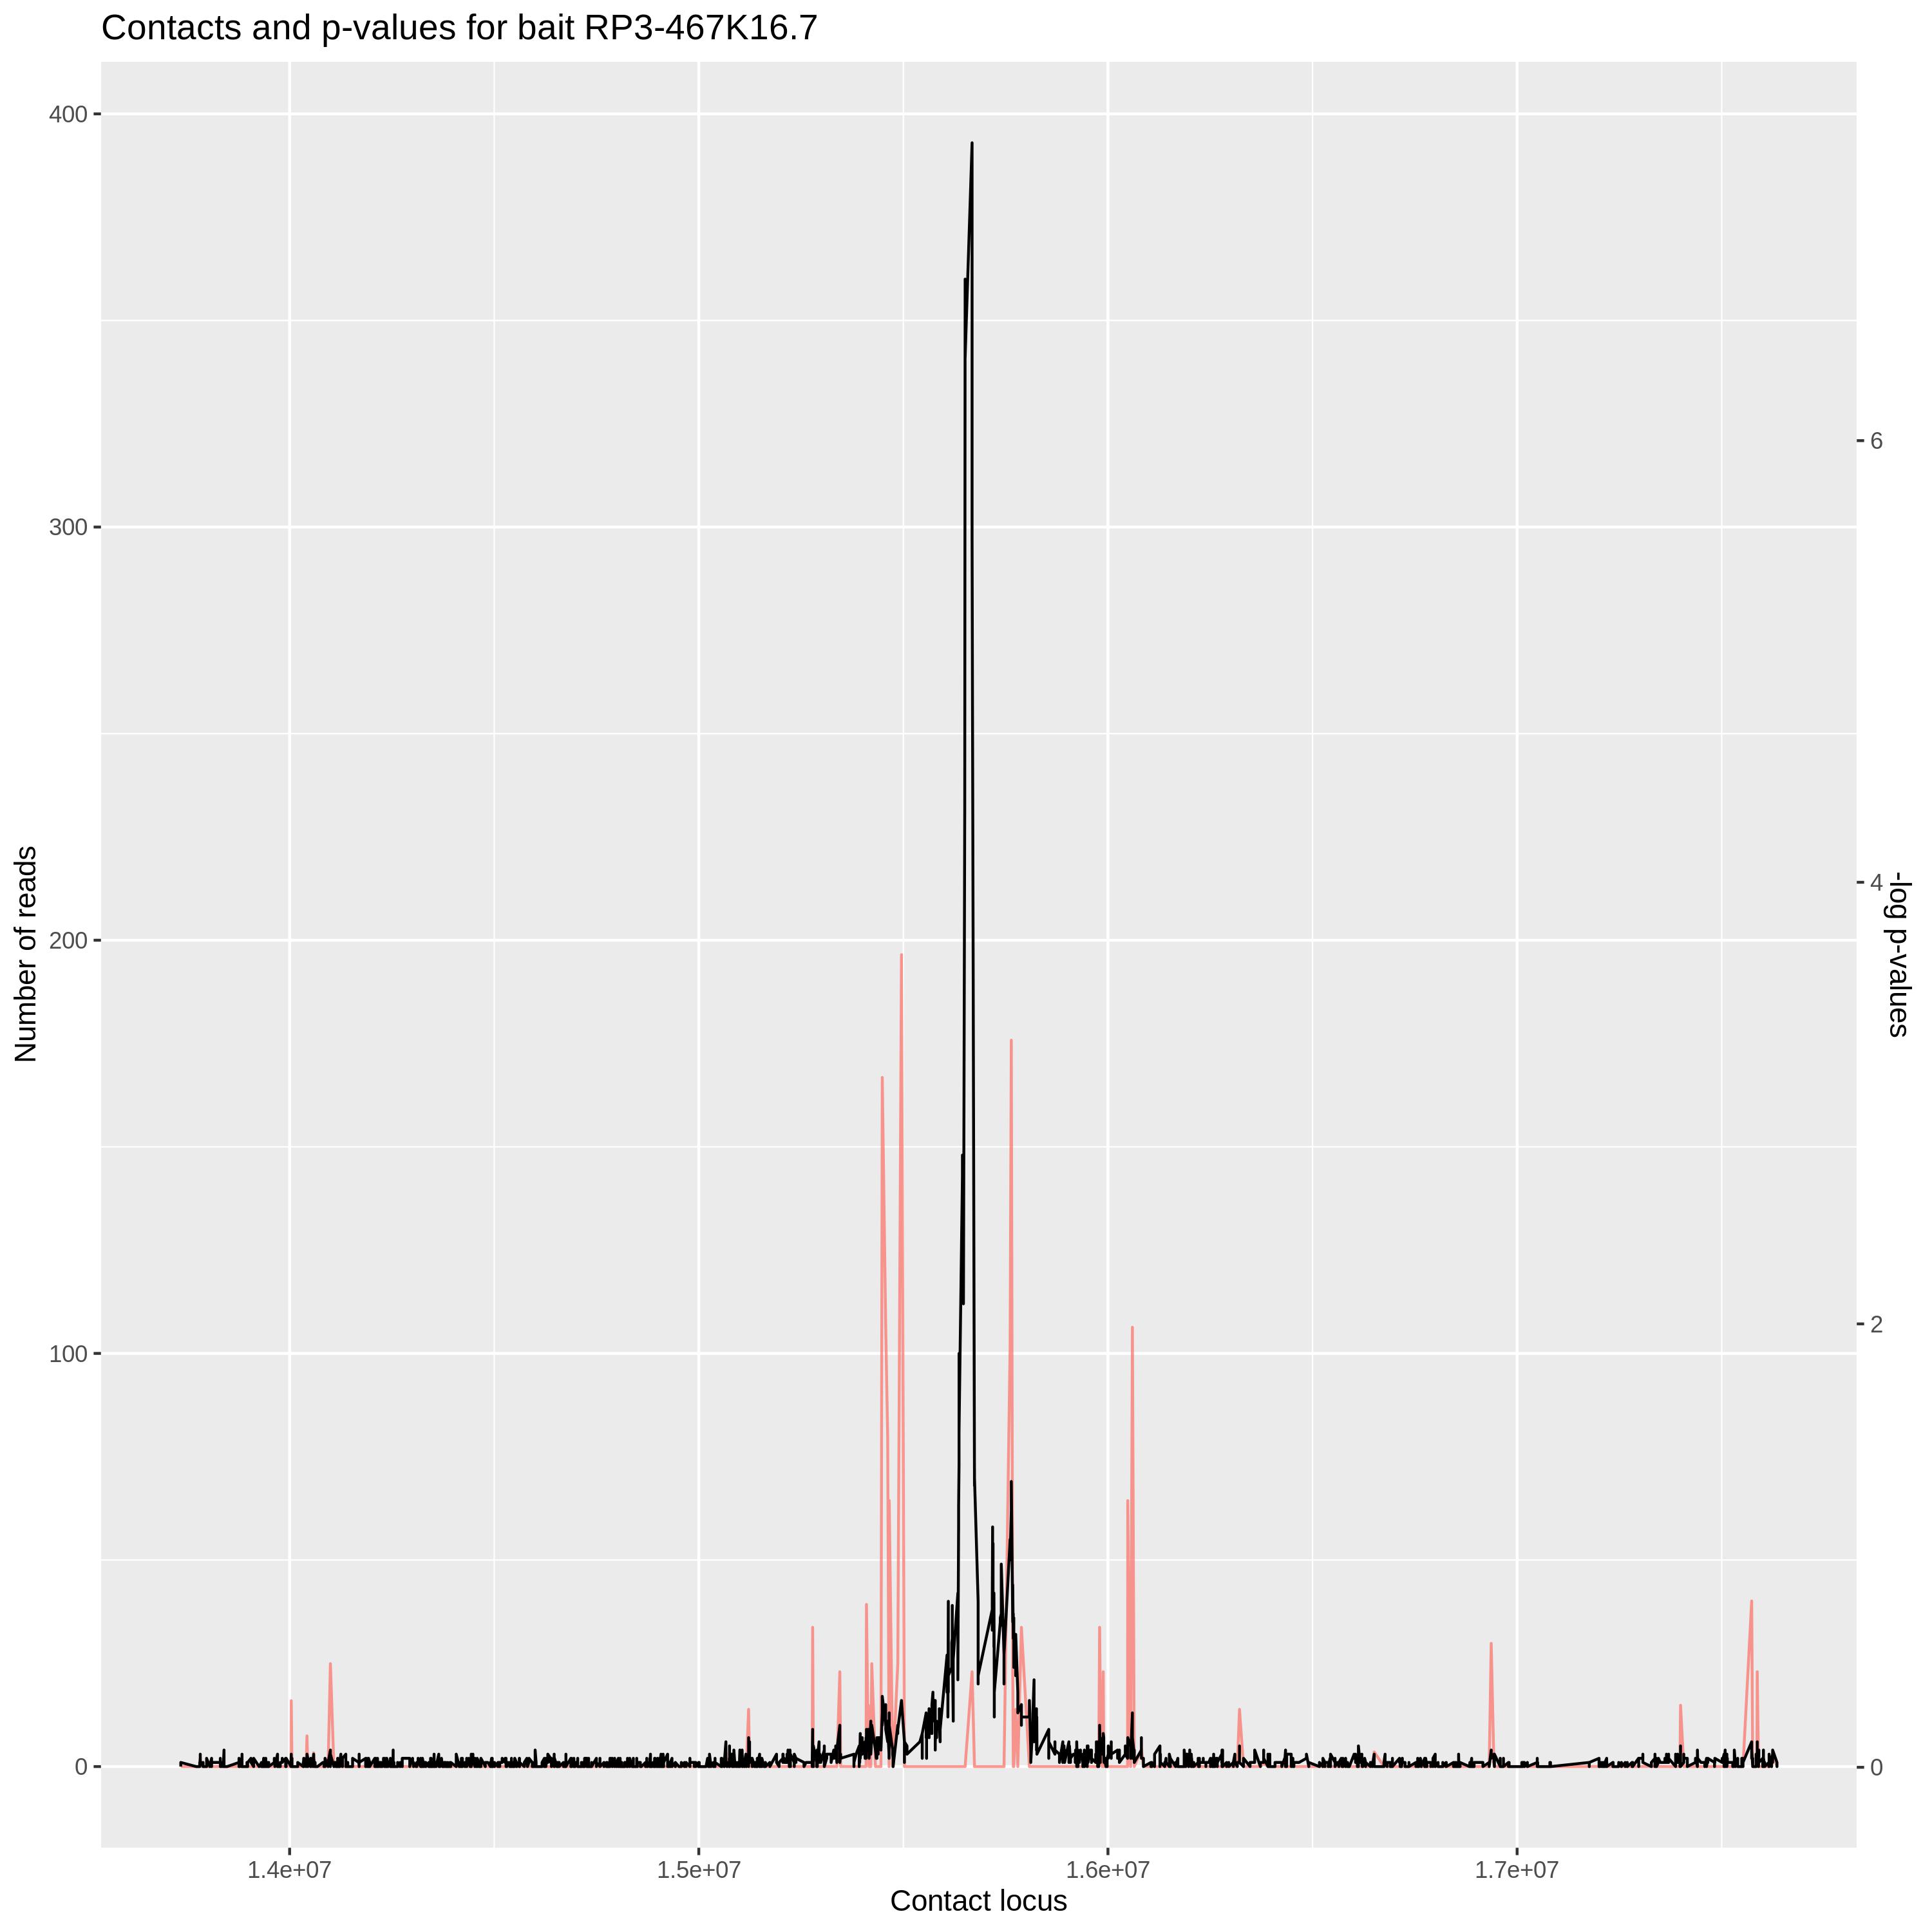 Contacts and p-values for bait RP3-467K16.7
400
300
200
100
0
Number of reads
6
4
2
0
-log p-values
1.4e+07
1.5e+07
1.6e+07
1.7e+07
Contact locus